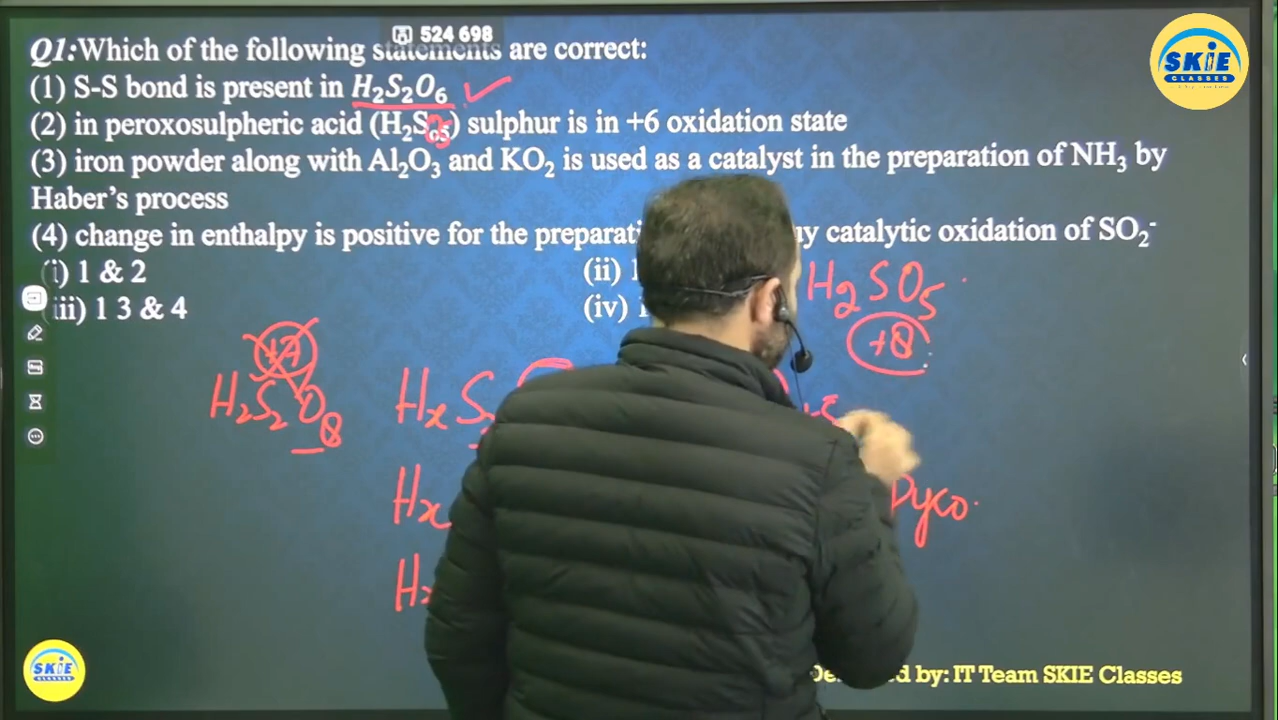 524 698
Q1:Which of the following statements are correct:
(1) S-S bond is present in H₂S₂O₆
(2) in peroxosulpheric acid (H₂SO₅) sulphur is in +6 oxidation state
(3) iron powder along with Al₂O₃ and KO₂ is used as a catalyst in the preparation of NH₃ by
Haber's process
(4) change in enthalpy is positive for the catalytic oxidation of SO₂⁻
(i) 1 & 2 (ii)
iii) 1 3 & 4 (iv)
H₂SO₅
+8
H₂S₂O₈
HxS
Hx
Hx
by: IT Team SKIE Classes
SKIE
CLASSES
SKIE
CLASSES